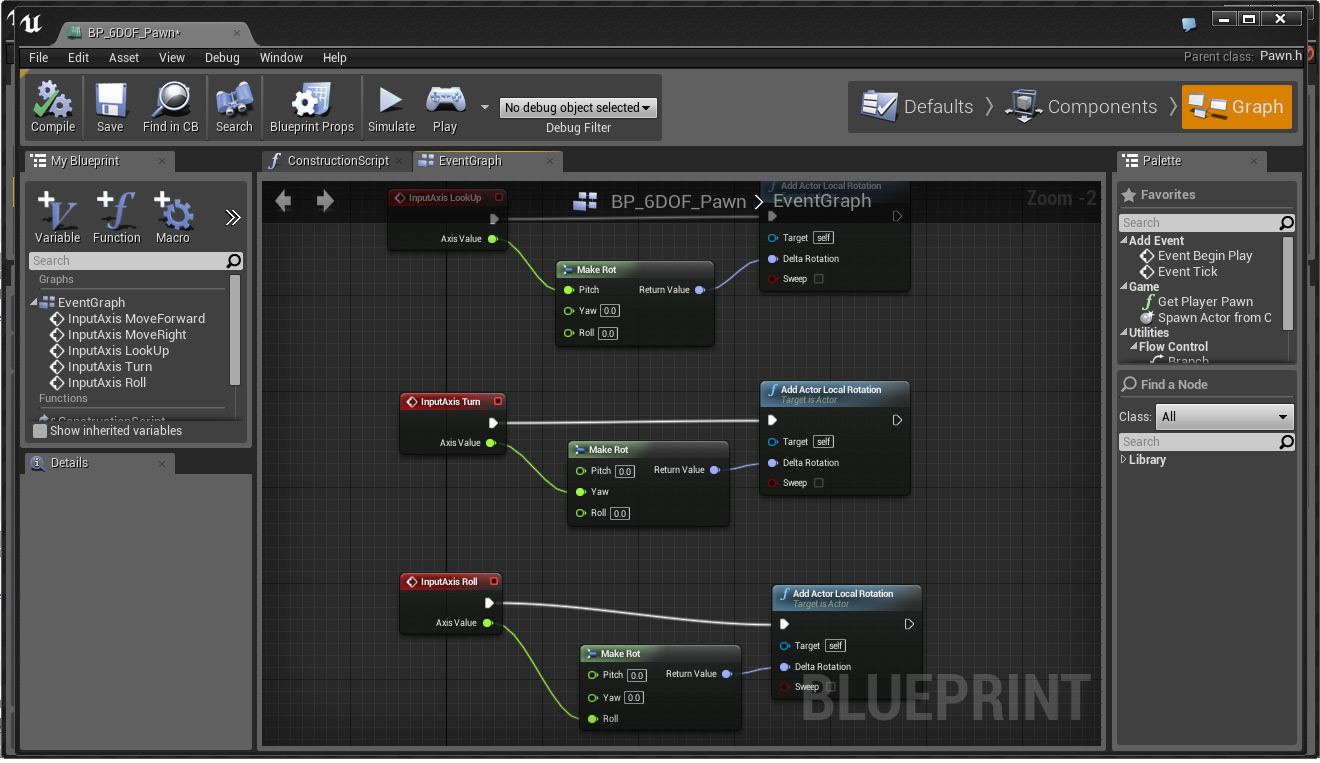 BP_6DOF_Pawn*
File Edit Asset View Debug Window Help
Parent class: Pawn.h
Compile Save Find in CB Search Blueprint Props Simulate Play
No debug object selected
Debug Filter
Defaults Components Graph
My Blueprint
Variable Function Macro
Search
Graphs
EventGraph
InputAxis MoveForward
InputAxis MoveRight
InputAxis LookUp
InputAxis Turn
InputAxis Roll
Functions
ConstructionScript
Show inherited variables
Details
ConstructionScript EventGraph
BP_6DOF_Pawn > EventGraph
Zoom -2
InputAxis LookUp
Axis Value
Make Rot
Pitch Return Value
Yaw 0.0
Roll 0.0
Add Actor Local Rotation
Target self
Delta Rotation
Sweep
InputAxis Turn
Axis Value
Make Rot
Pitch 0.0 Return Value
Yaw
Roll 0.0
Add Actor Local Rotation
Target is Actor
Target self
Delta Rotation
Sweep
InputAxis Roll
Axis Value
Make Rot
Pitch 0.0 Return Value
Yaw 0.0
Roll
Add Actor Local Rotation
Target is Actor
Target self
Delta Rotation
Sweep
BLUEPRINT
Palette
Favorites
Search
Add Event
Event Begin Play
Event Tick
Game
Get Player Pawn
Spawn Actor from C
Utilities
Flow Control
Branch
Find a Node
Class: All
Search
Library